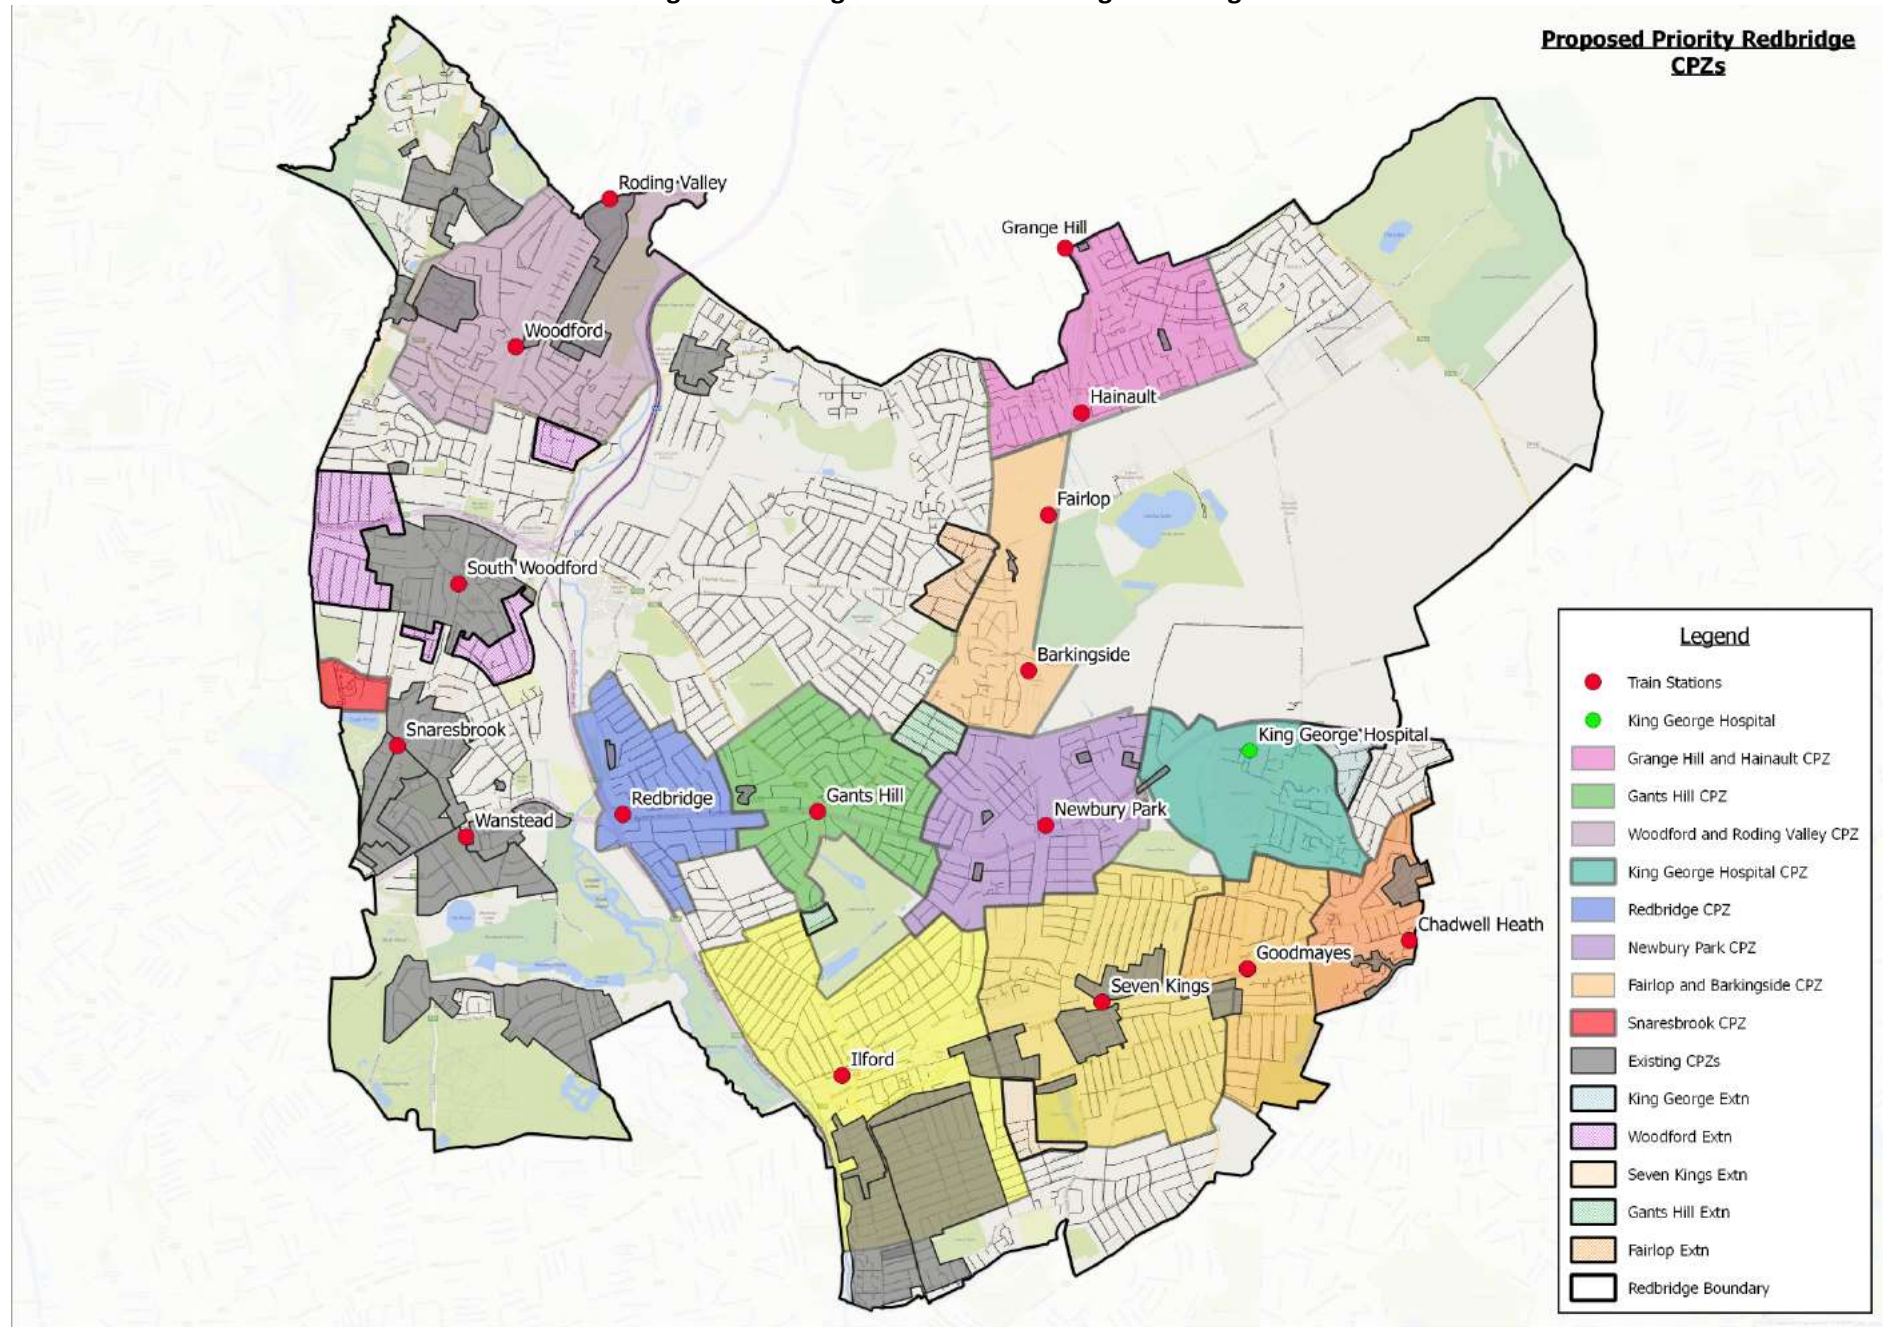 Proposed Priority Redbridge
CPZs
Roding Valley
Grange Hill
Woodford
Hainault
Fairlop
South Woodford
Barkingside
Snaresbrook
King George Hospital
Redbridge
Gants Hill
Newbury Park
Wanstead
Chadwell Heath
Goodmayes
Seven Kings
Ilford
Legend
Train Stations
King George Hospital
Grange Hill and Hainault CPZ
Gants Hill CPZ
Woodford and Roding Valley CPZ
King George Hospital CPZ
Redbridge CPZ
Newbury Park CPZ
Fairlop and Barkingside CPZ
Snaresbrook CPZ
Existing CPZs
King George Extn
Woodford Extn
Seven Kings Extn
Gants Hill Extn
Fairlop Extn
Redbridge Boundary